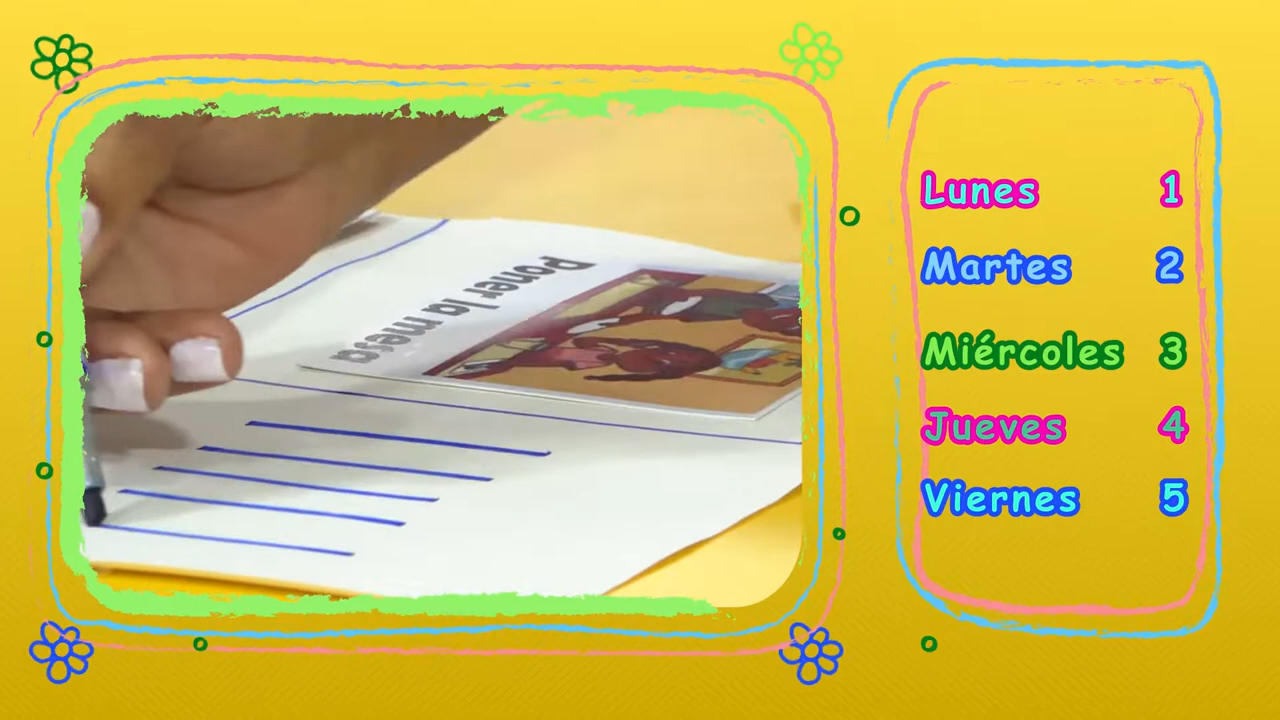 Poner la mesa
Lunes 1
Martes 2
Miércoles 3
Jueves 4
Viernes 5